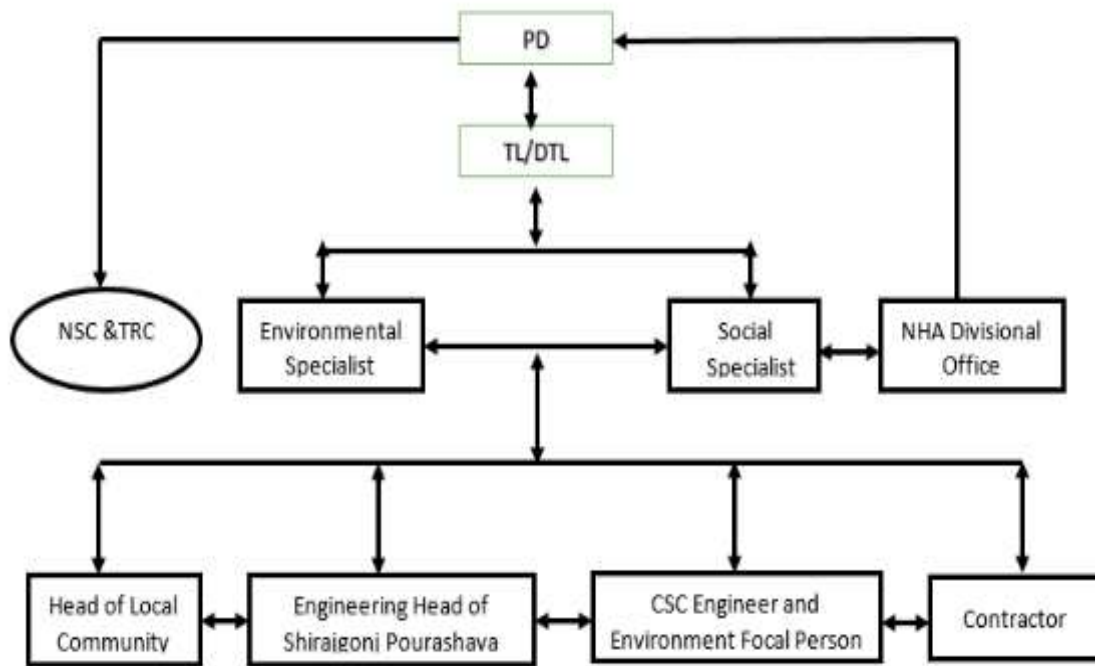 PD
TL/DTL
NSC &TRC
Environmental
Specialist
Social
Specialist
NHA Divisional
Office
Head of Local
Community
Engineering Head of
Shirajgonj Pourashava
CSC Engineer and
Environment Focal Person
Contractor